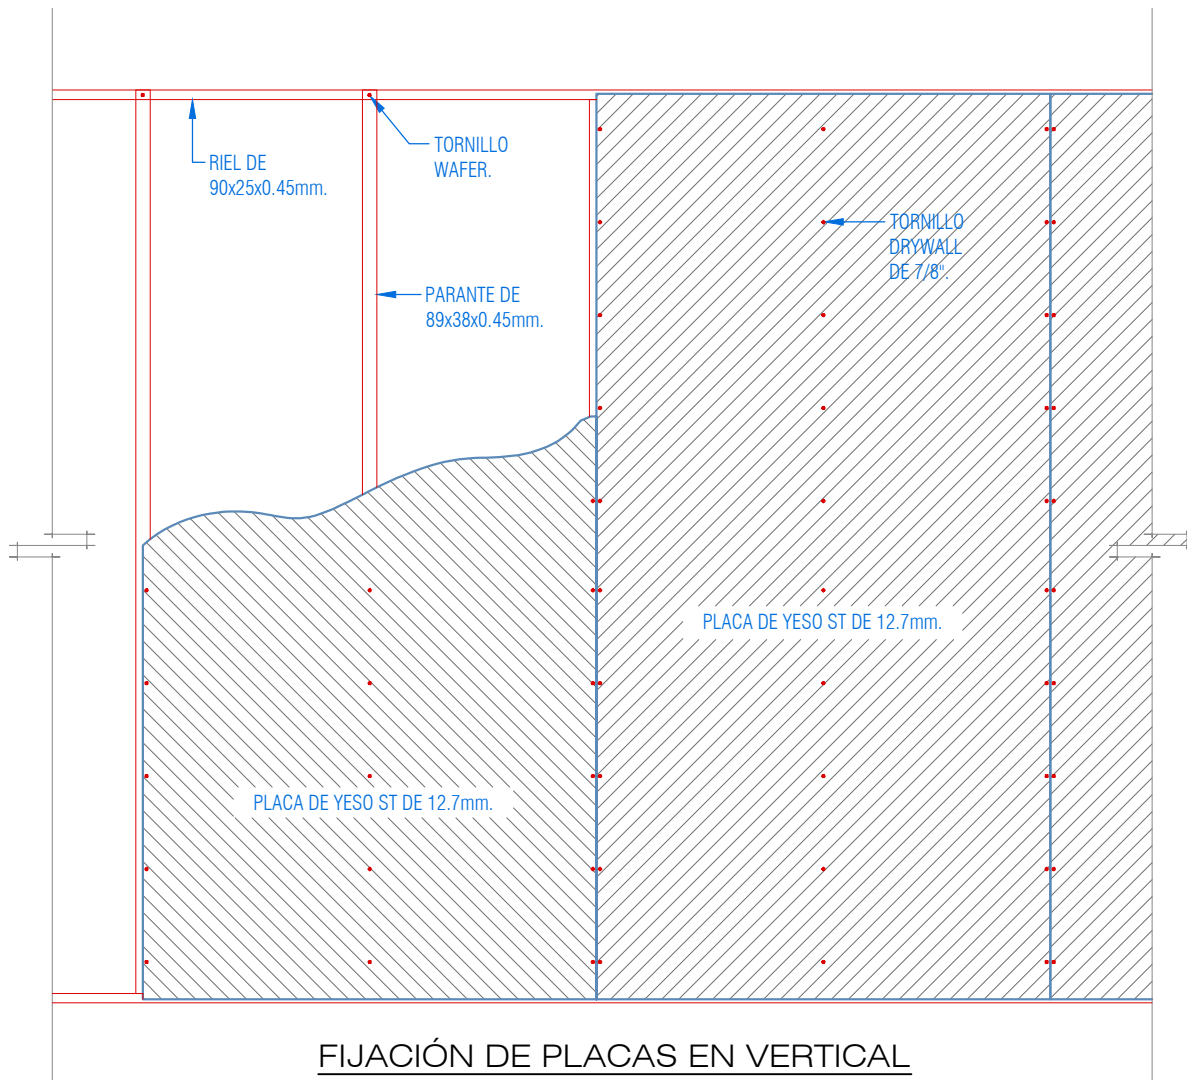 RIEL DE
90x25x0.45mm.
TORNILLO
WAFER.
TORNILLO
DRYWALL
DE 7/8".
PARANTE DE
89x38x0.45mm.
PLACA DE YESO ST DE 12.7mm.
PLACA DE YESO ST DE 12.7mm.
FIJACIÓN DE PLACAS EN VERTICAL